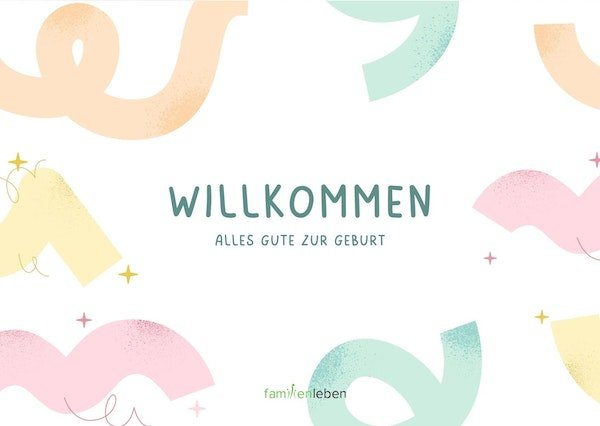 WILLKOMMEN
ALLES GUTE ZUR GEBURT
familienleben